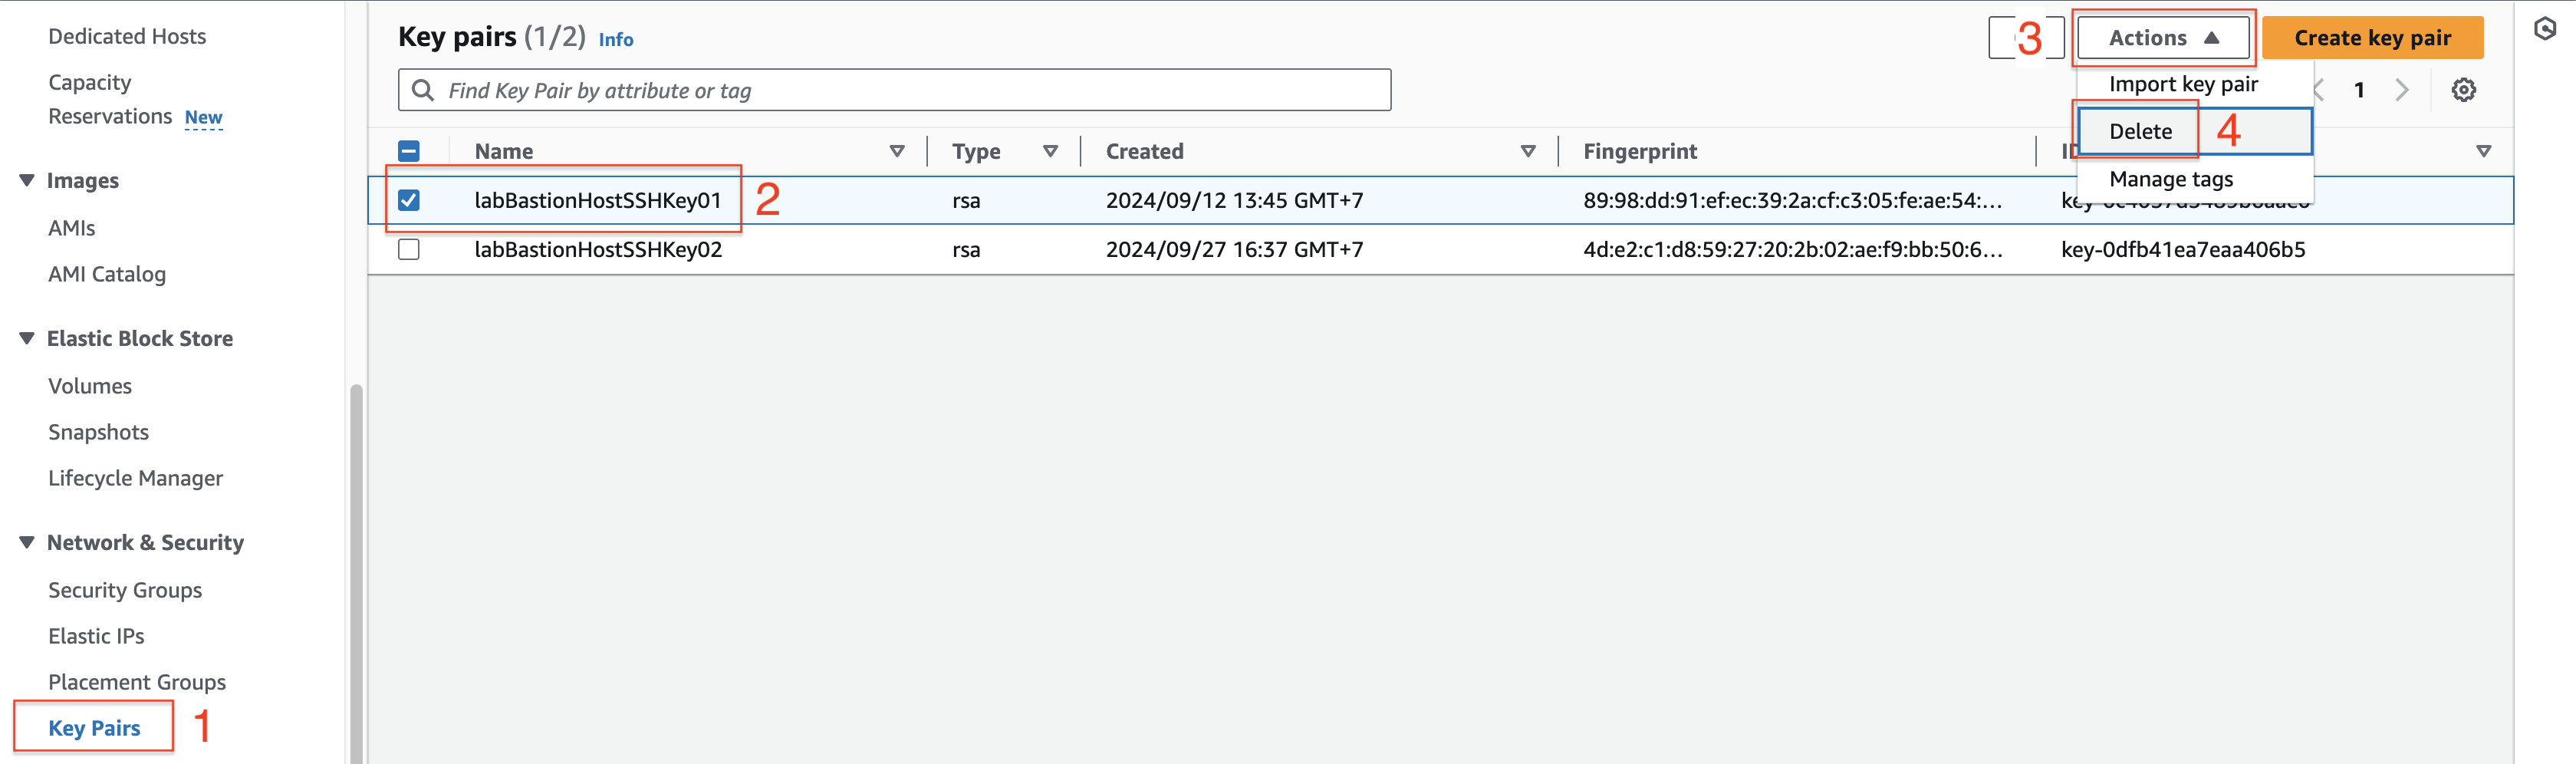 Dedicated Hosts
Capacity
Reservations New
Images
AMIs
AMI Catalog
Elastic Block Store
Volumes
Snapshots
Lifecycle Manager
Network & Security
Security Groups
Elastic IPs
Placement Groups
Key Pairs 1
Key pairs (1/2) Info
3 Actions Create key pair
Find Key Pair by attribute or tag
Import key pair
1
Delete 4
Manage tags
Name Type Created Fingerprint
labBastionHostSSHKey01 2 rsa 2024/09/12 13:45 GMT+7 89:98:dd:91:ef:ec:39:2a:cf:c3:05:fe:ae:54:...
labBastionHostSSHKey02 rsa 2024/09/27 16:37 GMT+7 4d:e2:c1:d8:59:27:20:2b:02:ae:f9:bb:50:6... key-0dfb41ea7eaa406b5